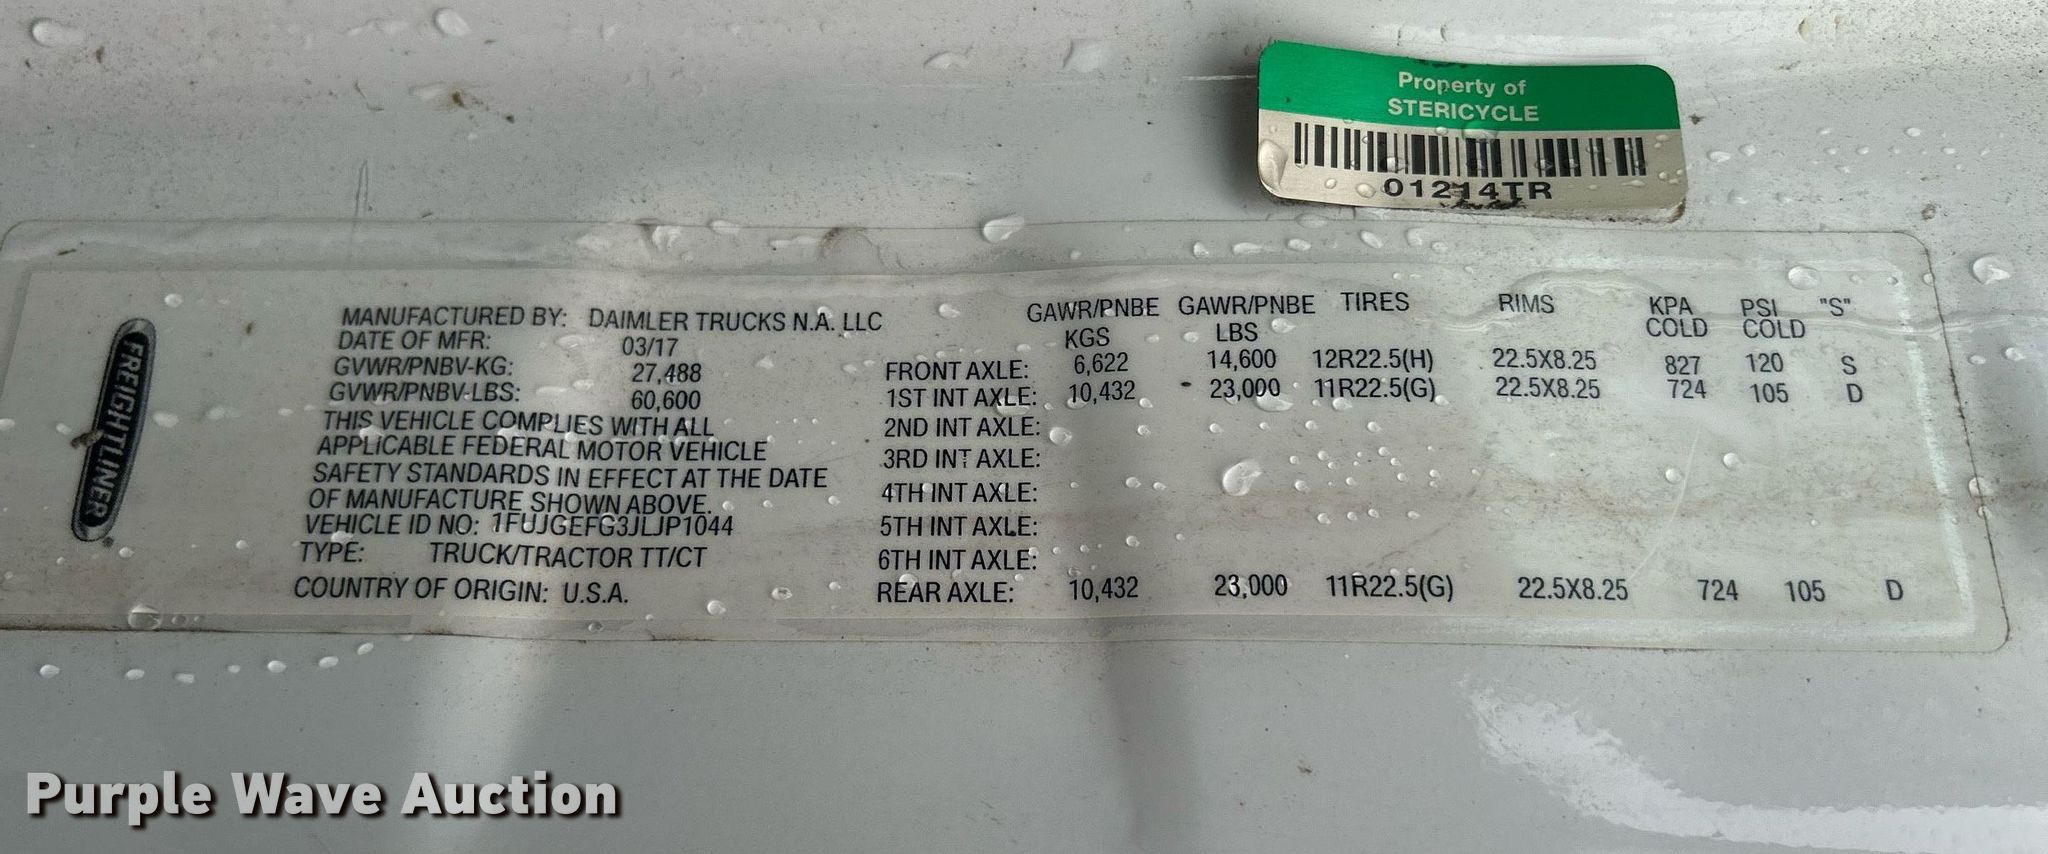 Property of
STERICYCLE
01214TR
FREIGHTLINER
MANUFACTURED BY: DAIMLER TRUCKS N.A. LLC
DATE OF MFR: 03/17
GVWR/PNBV-KG: 27,488
GVWR/PNBV-LBS: 60,600
THIS VEHICLE COMPLIES WITH ALL
APPLICABLE FEDERAL MOTOR VEHICLE
SAFETY STANDARDS IN EFFECT AT THE DATE
OF MANUFACTURE SHOWN ABOVE.
VEHICLE ID NO: 1FUJGEFG3JLJP1044
TYPE: TRUCK/TRACTOR TT/CT
COUNTRY OF ORIGIN: U.S.A.
GAWR/PNBE GAWR/PNBE TIRES RIMS KPA PSI "S"
KGS LBS COLD COLD
FRONT AXLE: 6,622 14,600 12R22.5(H) 22.5X8.25 827 120 S
1ST INT AXLE: 10,432 23,000 11R22.5(G) 22.5X8.25 724 105 D
2ND INT AXLE:
3RD INT AXLE:
4TH INT AXLE:
5TH INT AXLE:
6TH INT AXLE:
REAR AXLE: 10,432 23,000 11R22.5(G) 22.5X8.25 724 105 D
Purple Wave Auction